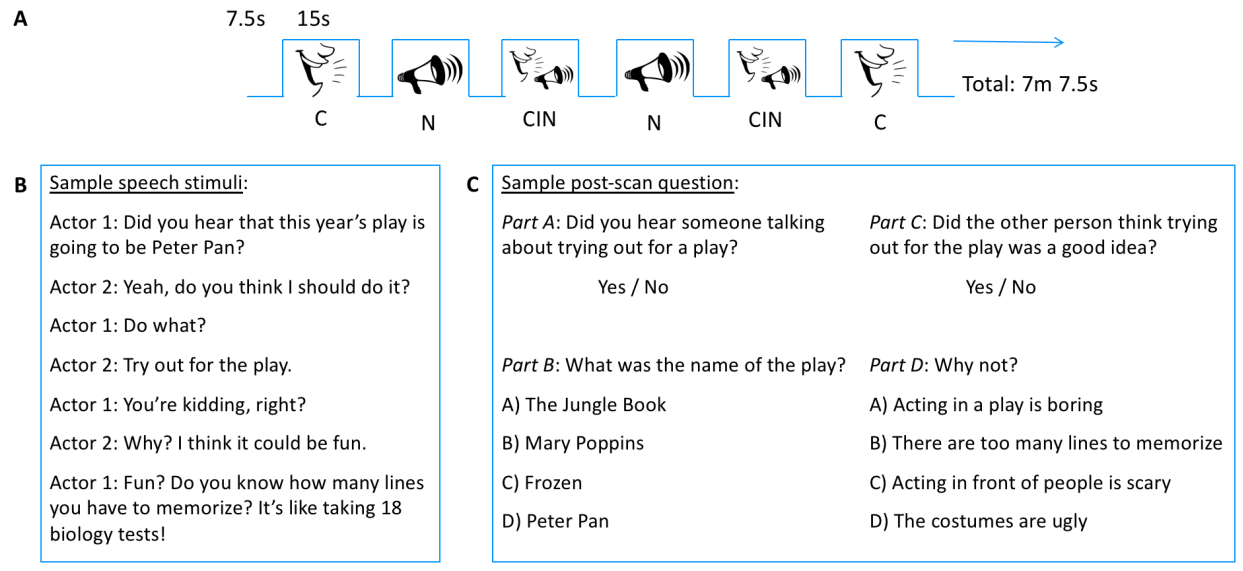 A
7.5s 15s
Total: 7m 7.5s
C N CIN N CIN C
B
Sample speech stimuli:
Actor 1: Did you hear that this year’s play is
going to be Peter Pan?
Actor 2: Yeah, do you think I should do it?
Actor 1: Do what?
Actor 2: Try out for the play.
Actor 1: You’re kidding, right?
Actor 2: Why? I think it could be fun.
Actor 1: Fun? Do you know how many lines
you have to memorize? It’s like taking 18
biology tests!
C
Sample post-scan question:
Part A: Did you hear someone talking
about trying out for a play?
Yes / No
Part B: What was the name of the play?
A) The Jungle Book
B) Mary Poppins
C) Frozen
D) Peter Pan
Part C: Did the other person think trying
out for the play was a good idea?
Yes / No
Part D: Why not?
A) Acting in a play is boring
B) There are too many lines to memorize
C) Acting in front of people is scary
D) The costumes are ugly